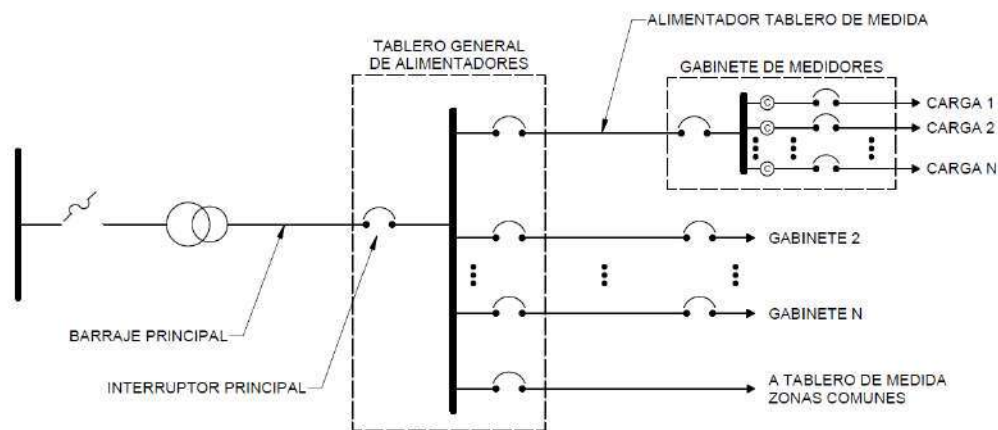 ALIMENTADOR TABLERO DE MEDIDA
TABLERO GENERAL
DE ALIMENTADORES
GABINETE DE MEDIDORES
C
CARGA 1
C
CARGA 2
C
CARGA N
GABINETE 2
GABINETE N
BARRAJE PRINCIPAL
INTERRUPTOR PRINCIPAL
A TABLERO DE MEDIDA
ZONAS COMUNES